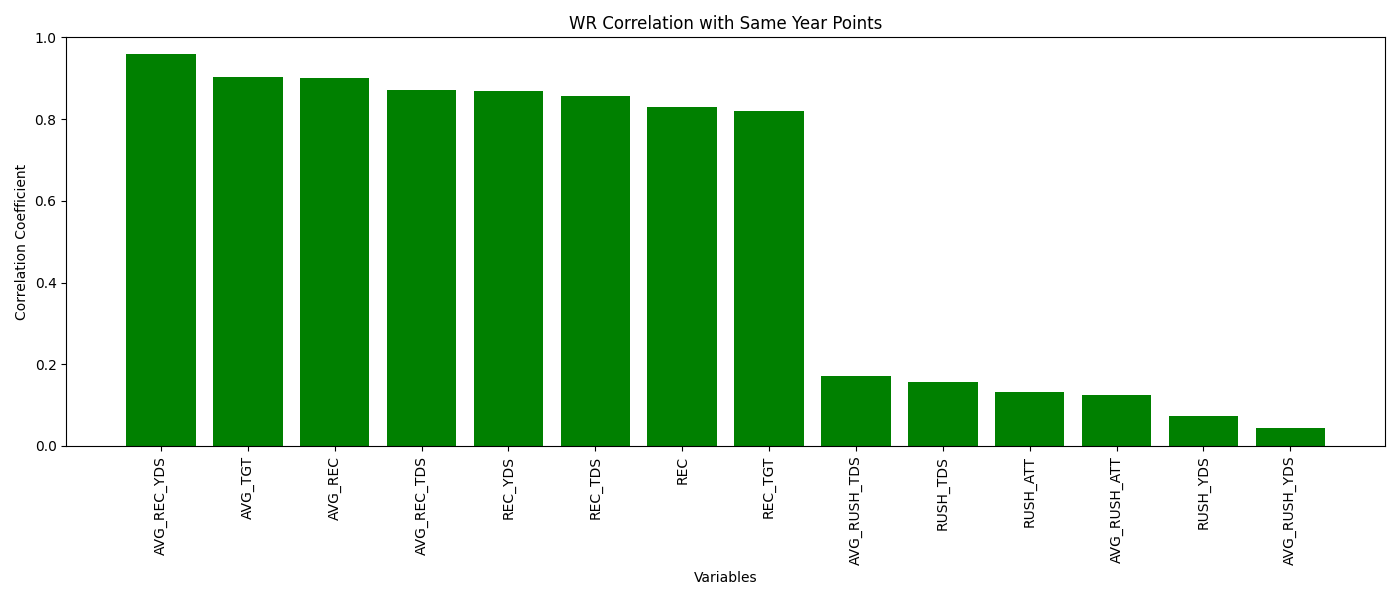 WR Correlation with Same Year Points
Correlation Coefficient
1.0
0.8
0.6
0.4
0.2
0.0
AVG_REC_YDS
AVG_TGT
AVG_REC
AVG_REC_TDS
REC_YDS
REC_TDS
REC
REC_TGT
AVG_RUSH_TDS
RUSH_TDS
RUSH_ATT
AVG_RUSH_ATT
RUSH_YDS
AVG_RUSH_YDS
Variables